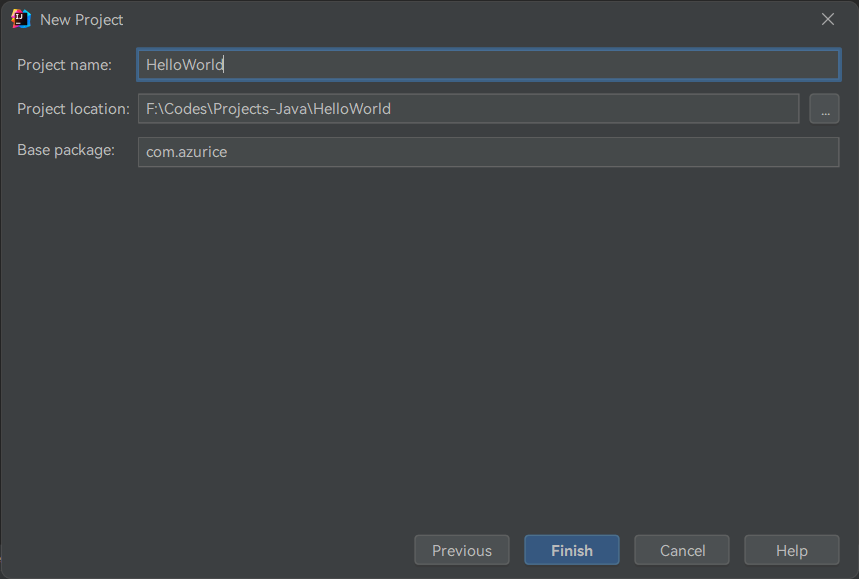 New Project
Project name: HelloWorld
Project location: F:\Codes\Projects-Java\HelloWorld ...
Base package: com.azurice
Previous Finish Cancel Help